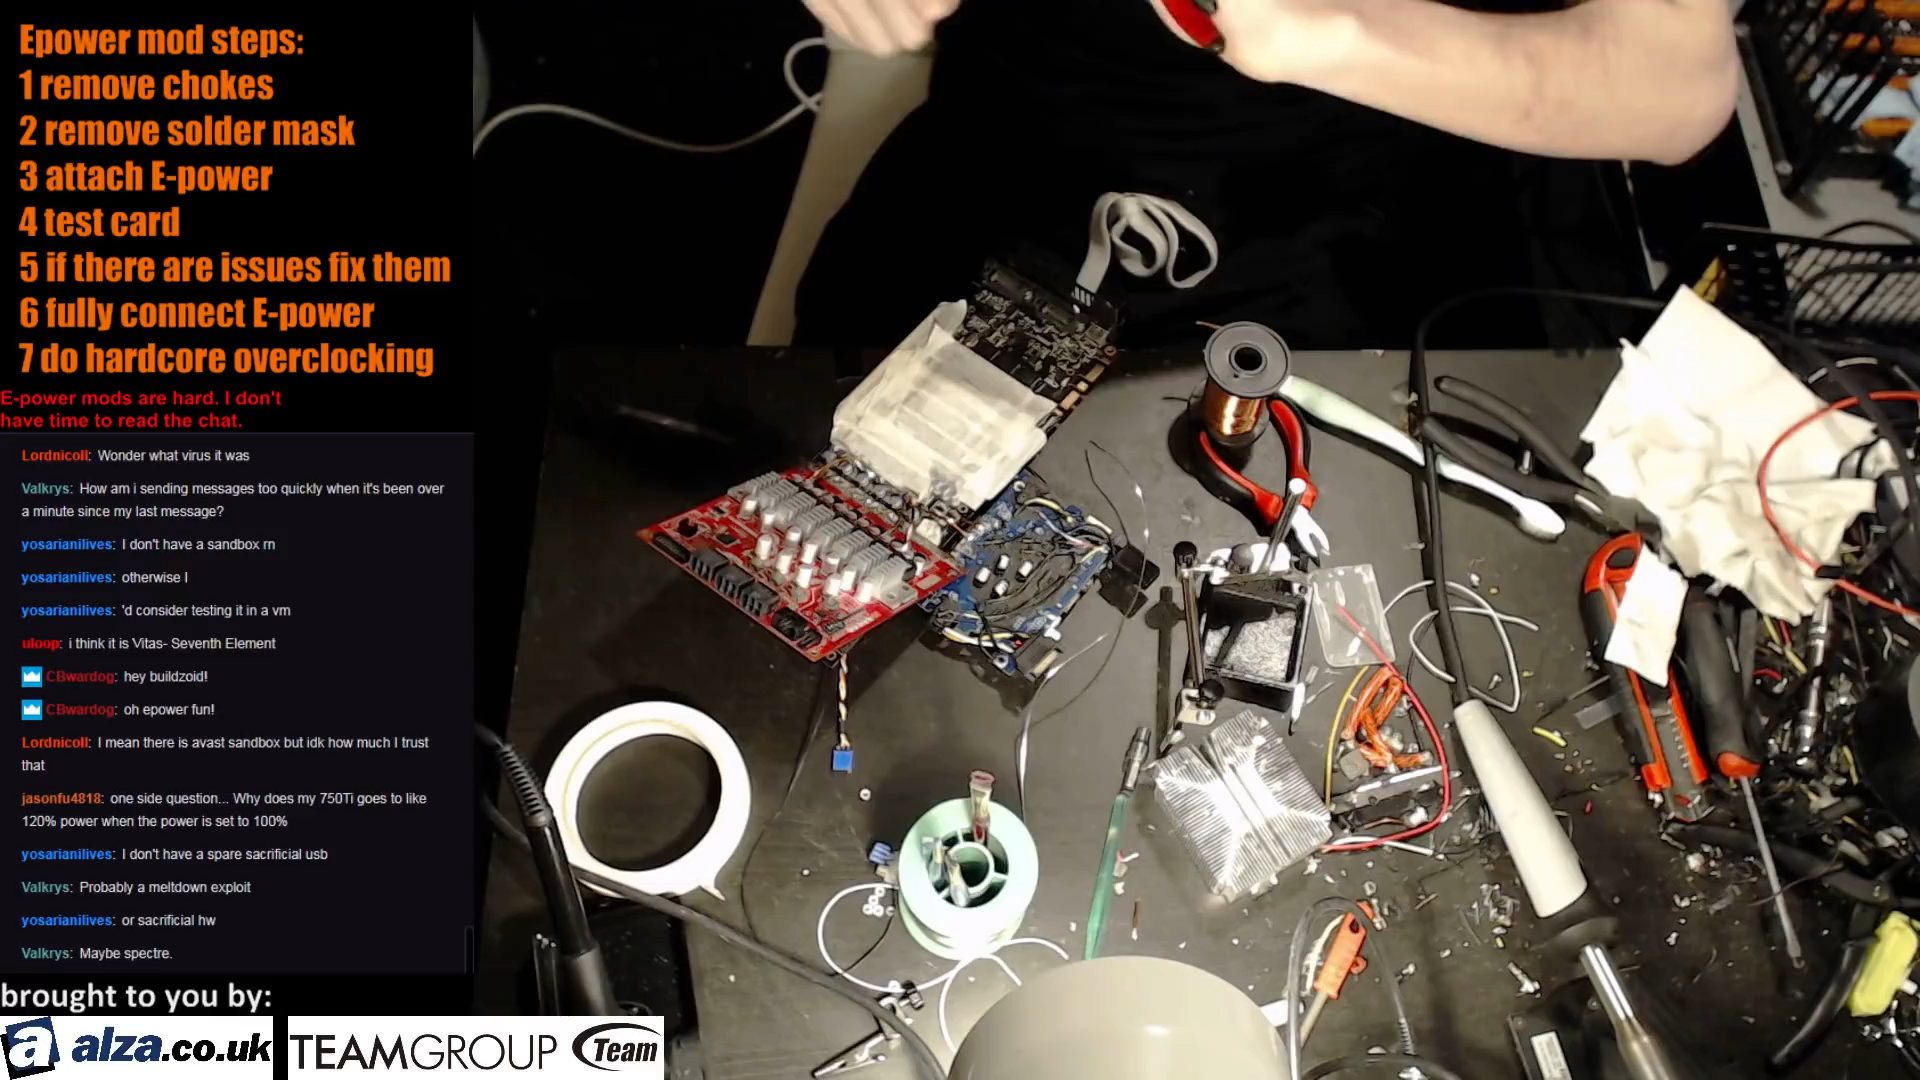 Epower mod steps:
1 remove chokes
2 remove solder mask
3 attach E-power
4 test card
5 if there are issues fix them
6 fully connect E-power
7 do hardcore overclocking
E-power mods are hard. I don't
have time to read the chat.
Lordnicoll: Wonder what virus it was
Valkrys: How am i sending messages too quickly when it's been over
a minute since my last message?
yosarianilives: I don't have a sandbox rn
yosarianilives: otherwise I
yosarianilives: 'd consider testing it in a vm
uloop: i think it is Vitas- Seventh Element
CBwardog: hey buildzoid!
CBwardog: oh epower fun!
Lordnicoll: I mean there is avast sandbox but idk how much I trust
that
jasonfu4818: one side question... Why does my 750Ti goes to like
120% power when the power is set to 100%
yosarianilives: I don't have a spare sacrificial usb
Valkrys: Probably a meltdown exploit
yosarianilives: or sacrificial hw
Valkrys: Maybe spectre.
brought to you by:
a alza.co.uk TEAMGROUP Team